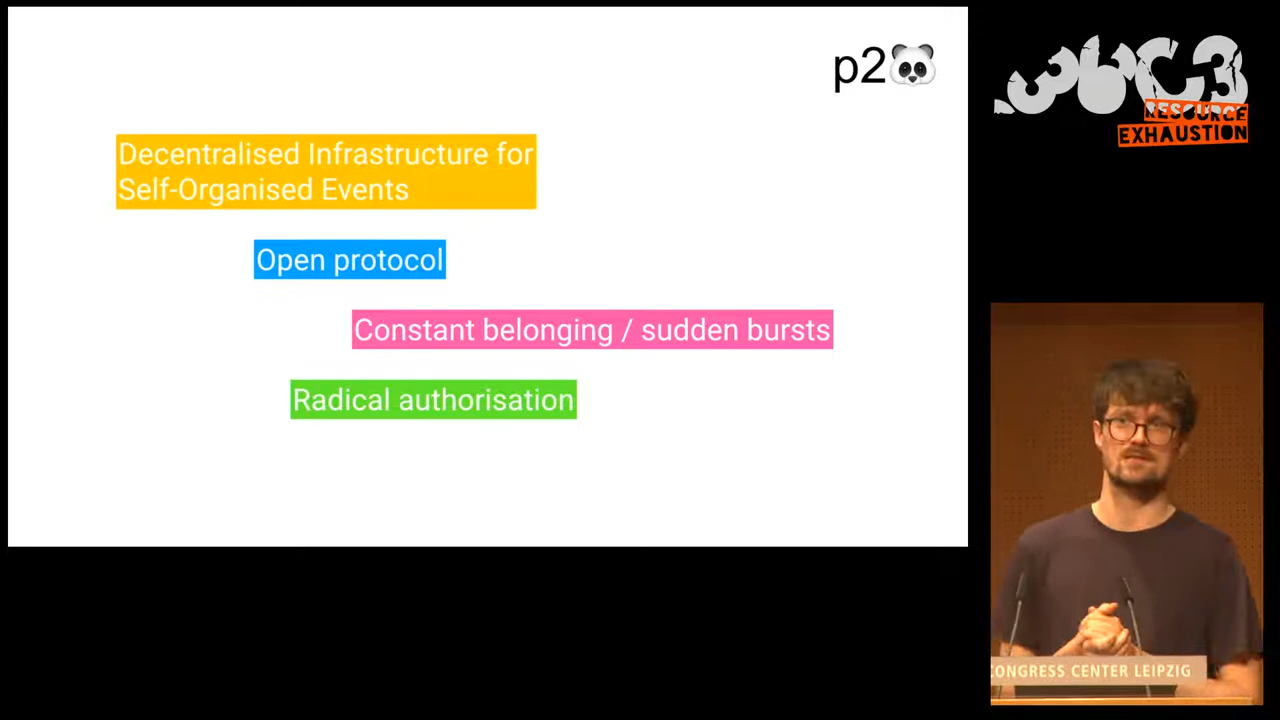 p2🐼
Decentralised Infrastructure for
Self-Organised Events
Open protocol
Constant belonging / sudden bursts
Radical authorisation
36C3
RESOURCE
EXHAUSTION
CONGRESS CENTER LEIPZIG